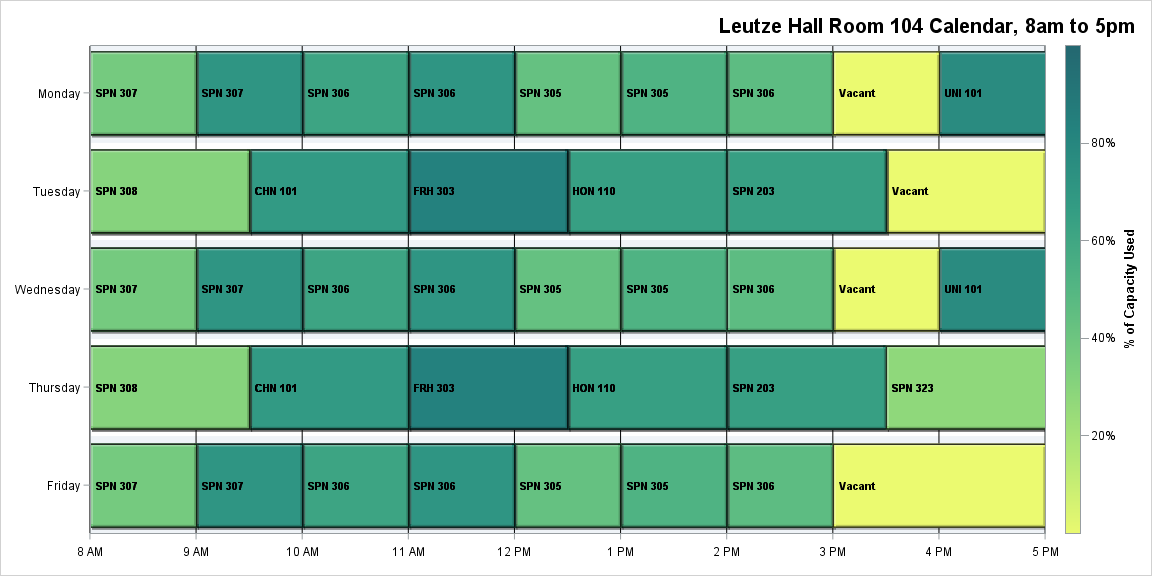 Leutze Hall Room 104 Calendar, 8am to 5pm
Monday
SPN 307
SPN 307
SPN 306
SPN 306
SPN 305
SPN 305
SPN 306
Vacant
UNI 101
Tuesday
SPN 308
CHN 101
FRH 303
HON 110
SPN 203
Vacant
Wednesday
SPN 307
SPN 307
SPN 306
SPN 306
SPN 305
SPN 305
SPN 306
Vacant
UNI 101
Thursday
SPN 308
CHN 101
FRH 303
HON 110
SPN 203
SPN 323
Friday
SPN 307
SPN 307
SPN 306
SPN 306
SPN 305
SPN 305
SPN 306
Vacant
8 AM
9 AM
10 AM
11 AM
12 PM
1 PM
2 PM
3 PM
4 PM
5 PM
80%
60%
40%
20%
% of Capacity Used